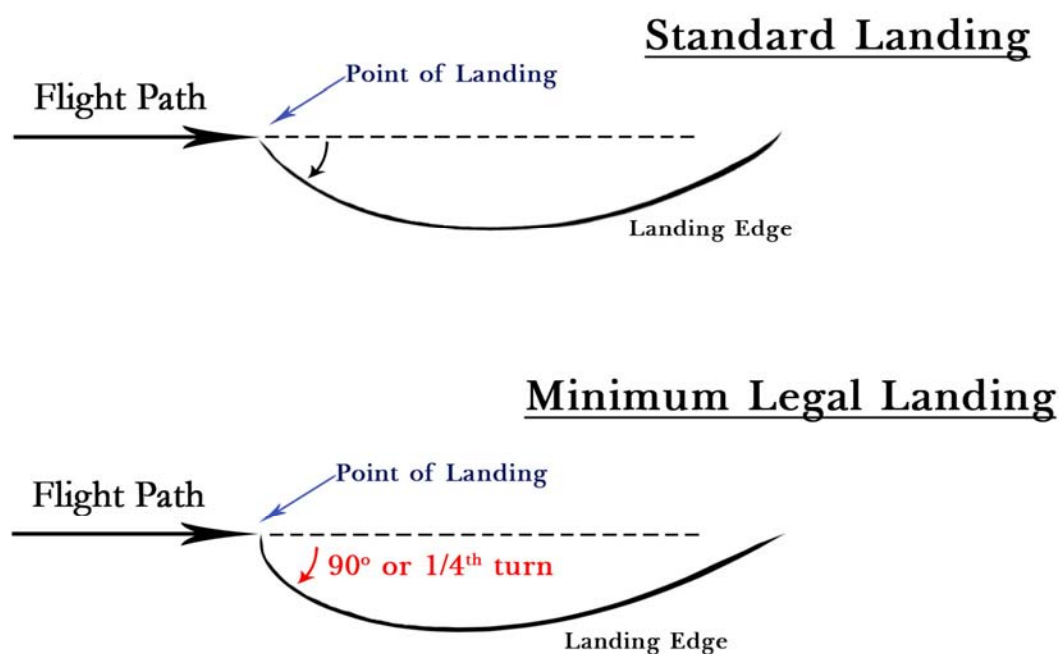 Standard Landing
Point of Landing
Flight Path
Landing Edge
Minimum Legal Landing
Point of Landing
Flight Path
90º or 1/4ᵗʰ turn
Landing Edge